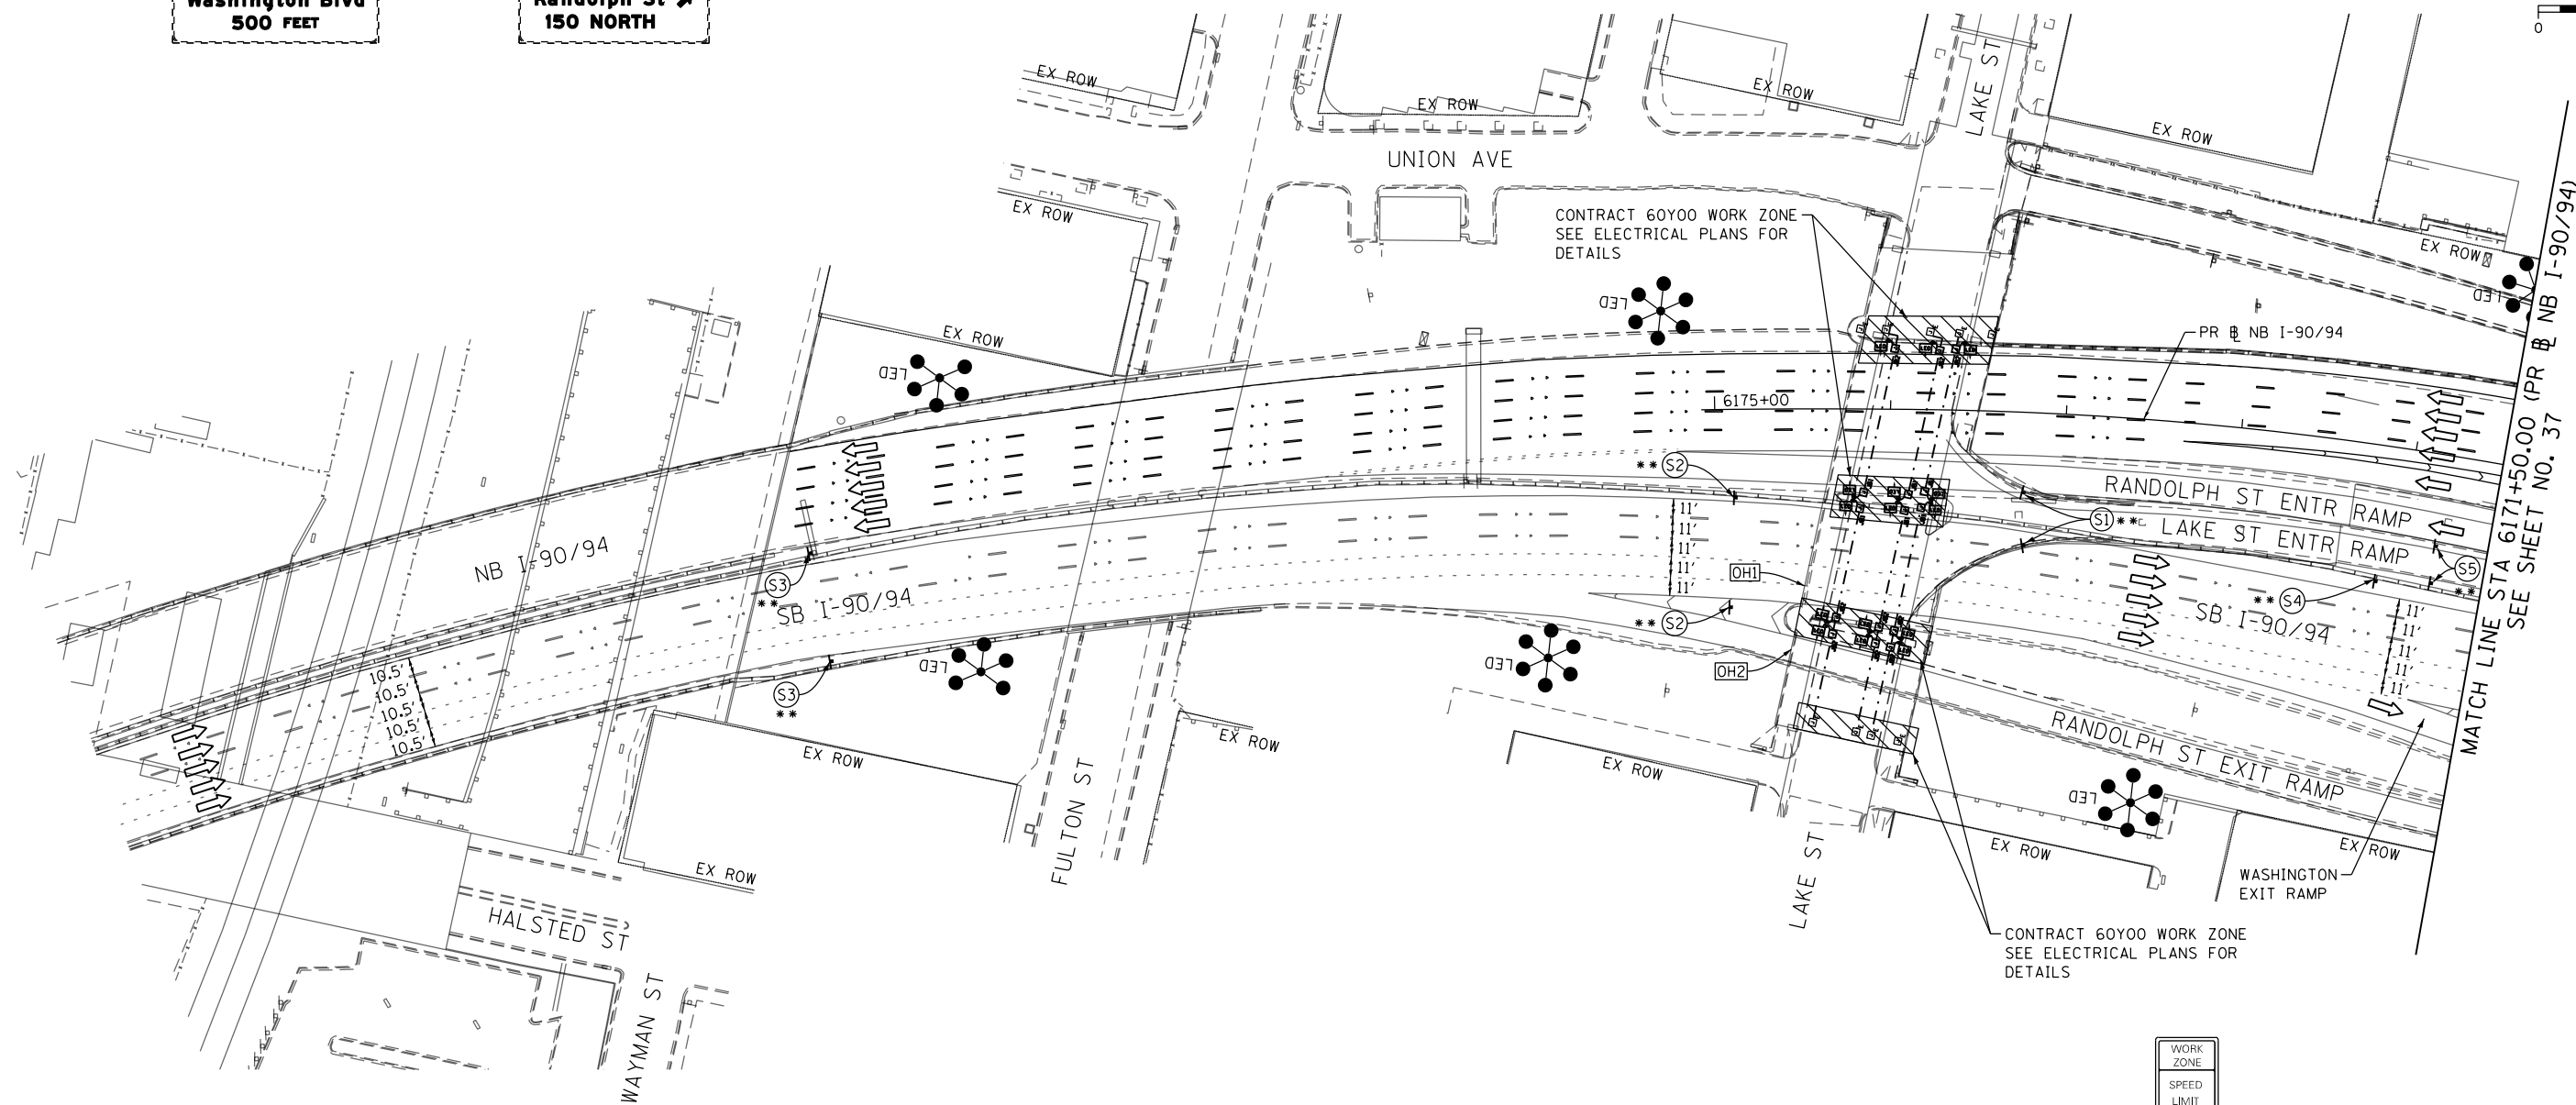 Washington Blvd
500 FEET
Randolph St
150 NORTH
0
EX ROW
EX ROW
EX ROW
LAKE ST
EX ROW
UNION AVE
EX ROW
EX ROW
CONTRACT 60Y00 WORK ZONE
SEE ELECTRICAL PLANS FOR
DETAILS
LED
LED
EX ROW
LED
PR BL NB I-90/94
6175+00
** S2
RANDOLPH ST ENTR RAMP
S1 **
LAKE ST ENTR RAMP
11'
11'
11'
11'
11'
NB I-90/94
S3
**
SB I-90/94
OH1
** S2
OH2
S5
**
** S4
SB I-90/94
11'
11'
11'
11'
11'
MATCH LINE STA 6171+50.00 (PR BL NB I-90/94)
SEE SHEET NO. 37
10.5'
10.5'
10.5'
10.5'
10.5'
S3
**
LED
LED
EX ROW
EX ROW
EX ROW
RANDOLPH ST EXIT RAMP
LED
FULTON ST
EX ROW
LAKE ST
EX ROW
EX ROW
WASHINGTON
EXIT RAMP
HALSTED ST
WAYMAN ST
CONTRACT 60Y00 WORK ZONE
SEE ELECTRICAL PLANS FOR
DETAILS
WORK
ZONE
SPEED
LIMIT